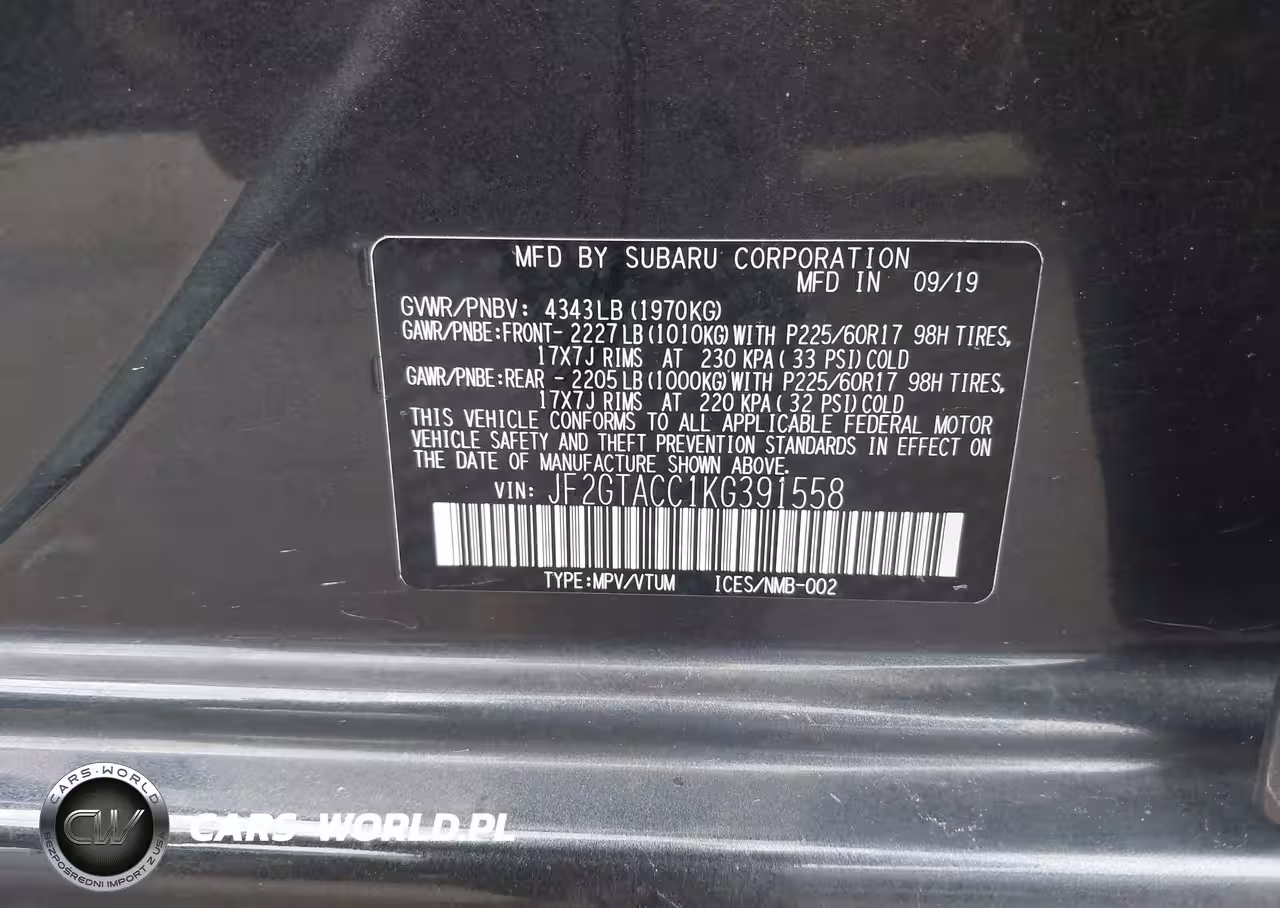 MFD BY SUBARU CORPORATION
MFD IN 09/19
GVWR/PNBV: 4343LB(1970KG)
GAWR/PNBE:FRONT- 2227LB(1010KG)WITH P225/60R17 98H TIRES,
17X7J RIMS AT 230 KPA(33 PSI)COLD
GAWR/PNBE:REAR - 2205LB(1000KG)WITH P225/60R17 98H TIRES,
17X7J RIMS AT 220 KPA(32 PSI)COLD
THIS VEHICLE CONFORMS TO ALL APPLICABLE FEDERAL MOTOR
VEHICLE SAFETY AND THEFT PREVENTION STANDARDS IN EFFECT ON
THE DATE OF MANUFACTURE SHOWN ABOVE.
VIN: JF2GTACC1KG391558
TYPE:MPV/VTUM ICES/NMB-002
CARS-WORLD
CW
BEZPOŚREDNI IMPORT Z USA
CARS-WORLD.PL